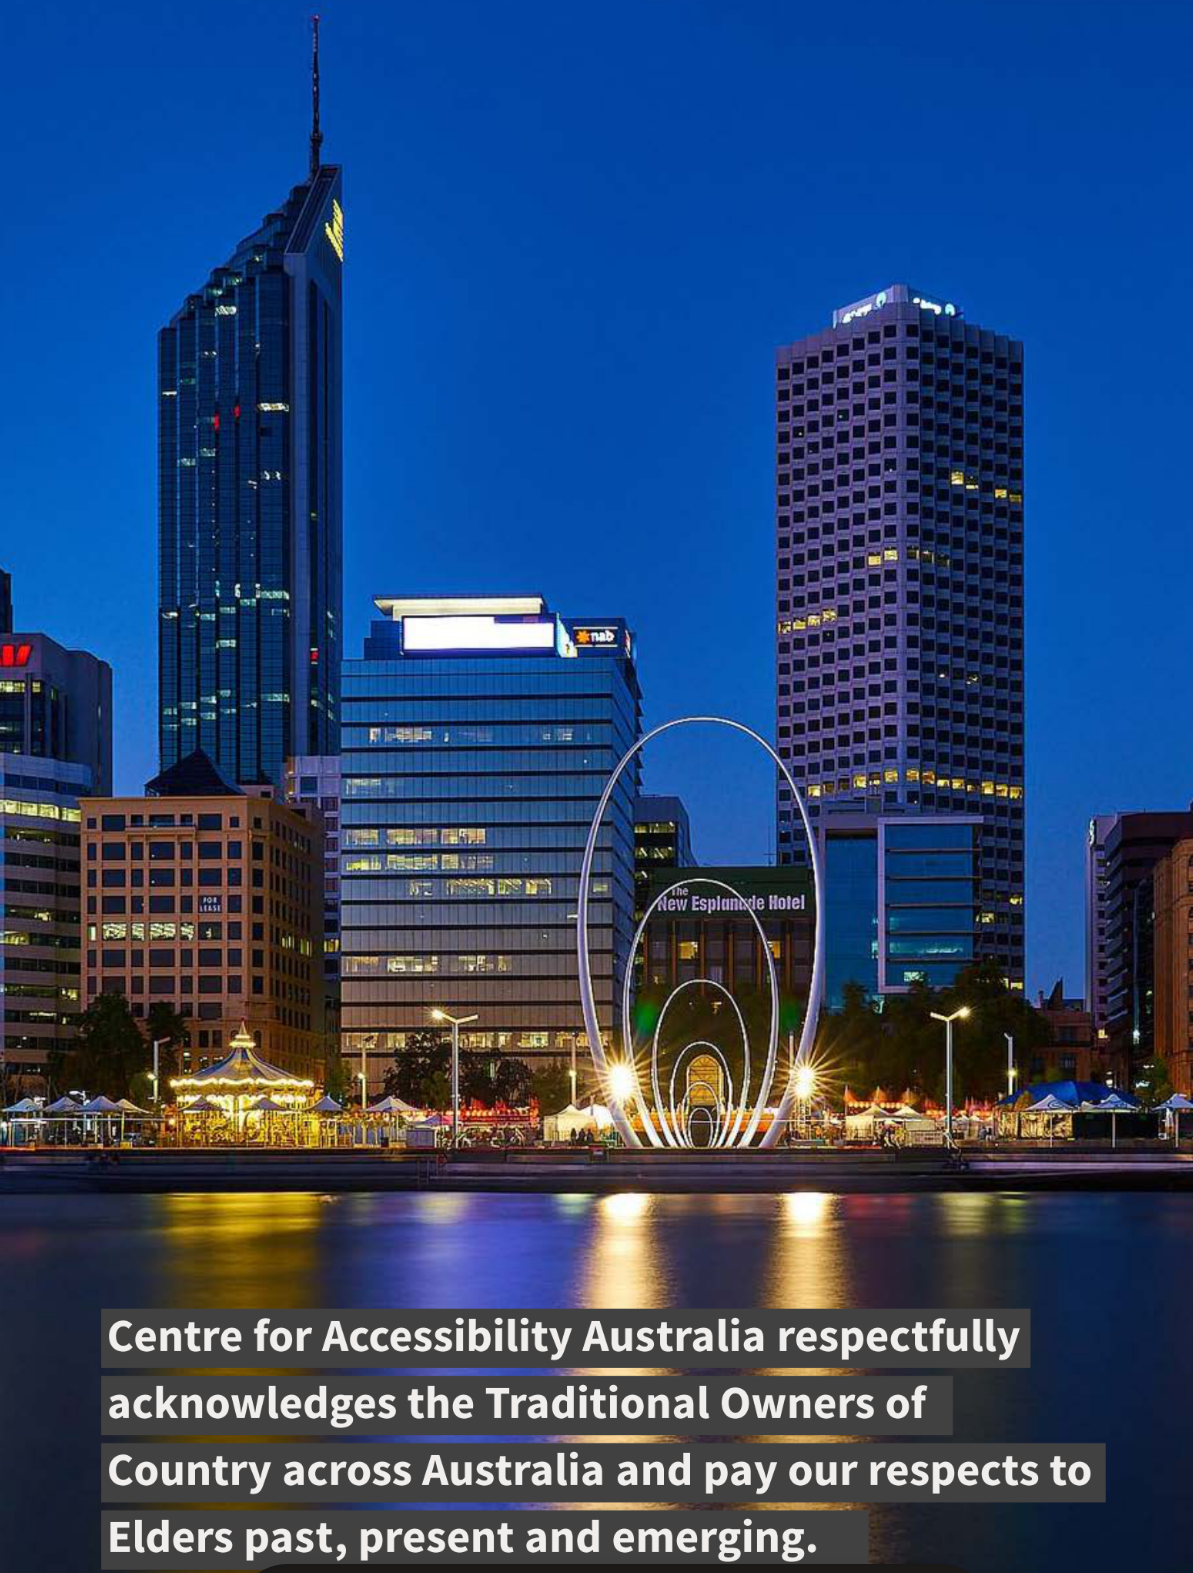 nab
FOR
LEASE
The
New Esplanade Hotel
Centre for Accessibility Australia respectfully
acknowledges the Traditional Owners of
Country across Australia and pay our respects to
Elders past, present and emerging.